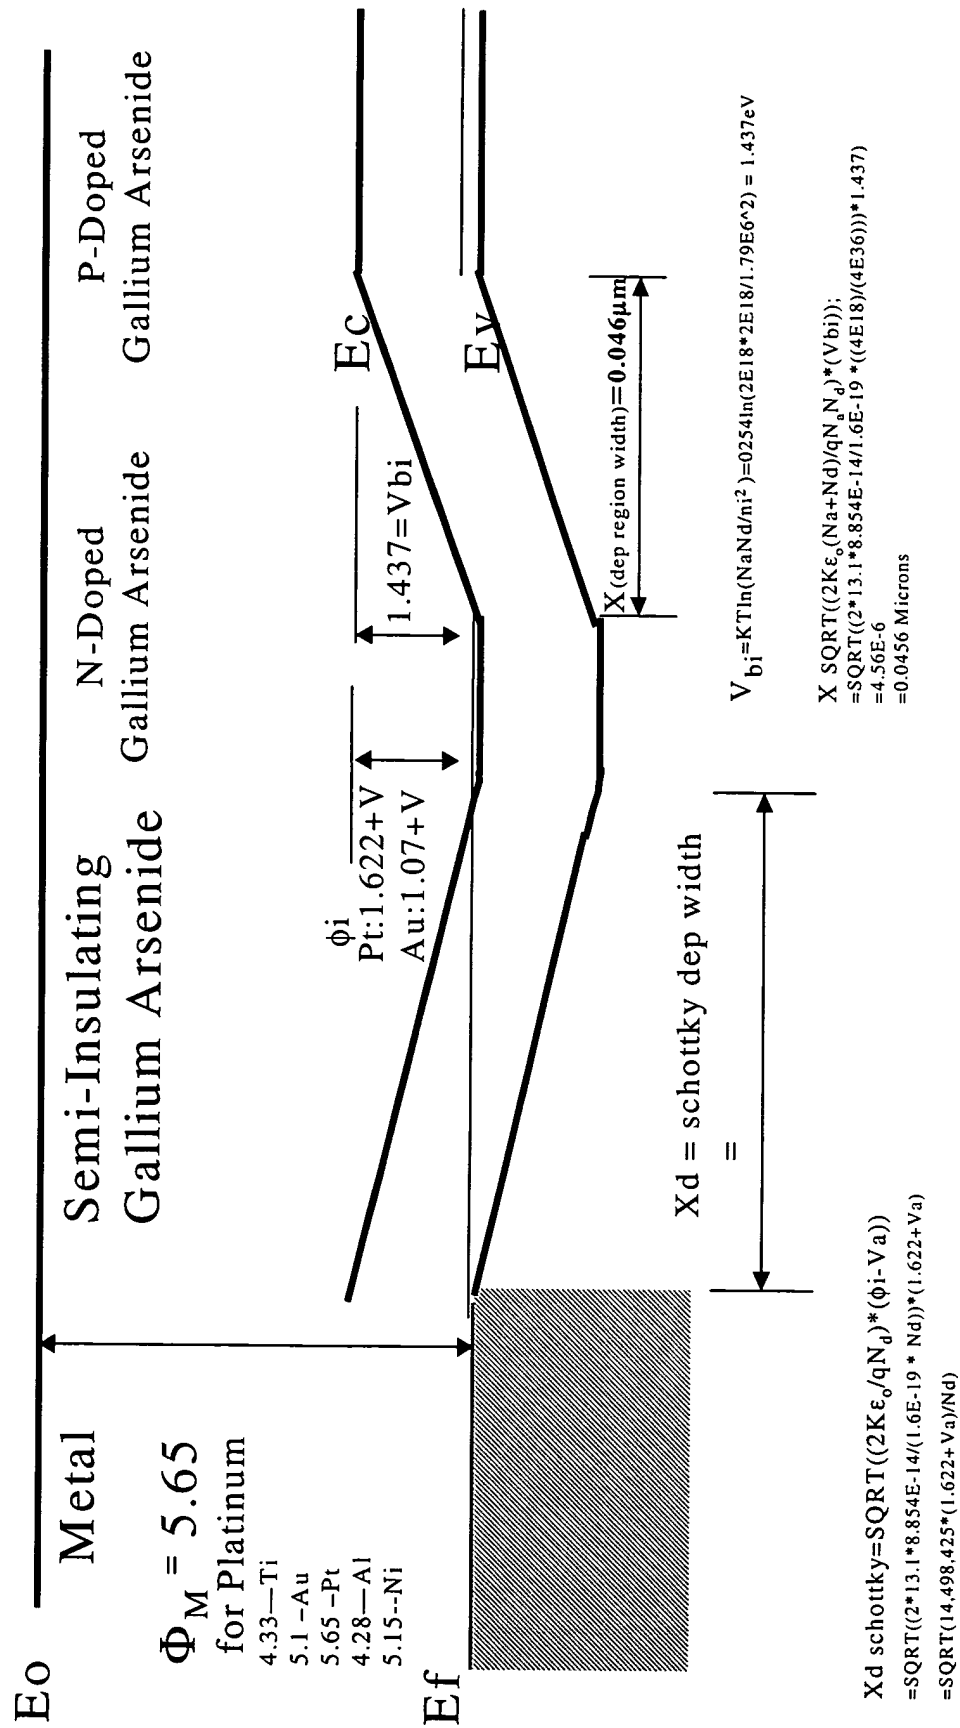 Eo
Metal
Semi-Insulating
Gallium Arsenide
N-Doped
Gallium Arsenide
P-Doped
Gallium Arsenide
ΦM = 5.65
for Platinum
4.33—Ti
5.1 –Au
5.65 –Pt
4.28—Al
5.15--Ni
Ef
ϕi
Pt:1.622+V
Au:1.07+V
1.437=Vbi
Ec
Ev
X(dep region width)=0.046μm
Xd = schottky dep width
=
Vbi=KTln(NaNd/ni²)=0254ln(2E18*2E18/1.79E6^2) = 1.437eV
X SQRT((2Kεo(Na+Nd)/qNaNd)*(Vbi));
=SQRT((2*13.1*8.854E-14/1.6E-19 *((4E18)/(4E36)))*1.437)
=4.56E-6
=0.0456 Microns
Xd schottky=SQRT((2Kεo/qNd)*(ϕi-Va))
=SQRT((2*13.1*8.854E-14/(1.6E-19 * Nd))*(1.622+Va)
=SQRT(14,498,425*(1.622+Va)/Nd)